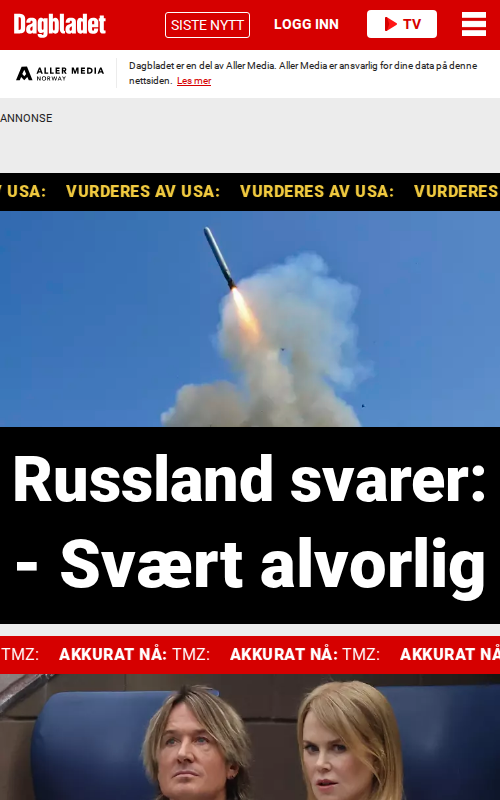 Dagbladet
SISTE NYTT
LOGG INN
TV
ALLER MEDIA
NORWAY
Dagbladet er en del av Aller Media. Aller Media er ansvarlig for dine data på denne
nettsiden. Les mer
ANNONSE
V USA: VURDERES AV USA: VURDERES AV USA: VURDERES
Russland svarer:
- Svært alvorlig
TMZ: AKKURAT NÅ: TMZ: AKKURAT NÅ: TMZ: AKKURAT NÅ